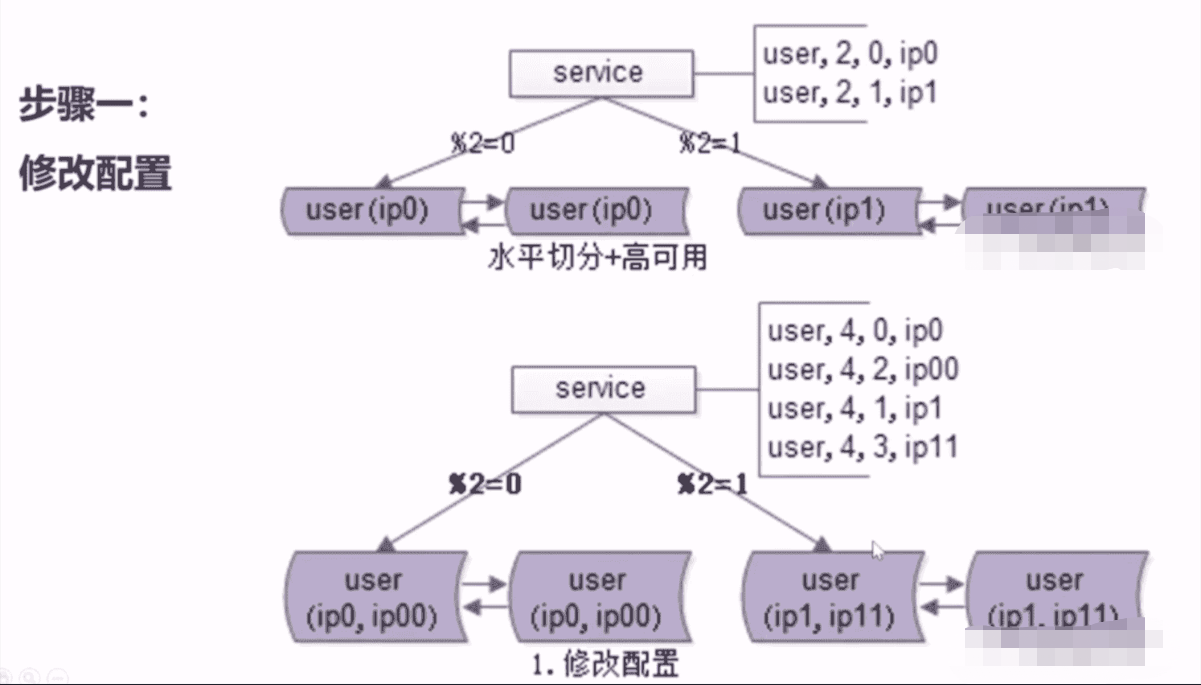 步骤一：
修改配置
service
user, 2, 0, ip0
user, 2, 1, ip1
%2=0
%2=1
user(ip0)
user(ip0)
user(ip1)
user(ip1)
水平切分+高可用
service
user, 4, 0, ip0
user, 4, 2, ip00
user, 4, 1, ip1
user, 4, 3, ip11
%2=0
%2=1
user
(ip0, ip00)
user
(ip0, ip00)
user
(ip1, ip11)
user
(ip1, ip11)
1. 修改配置